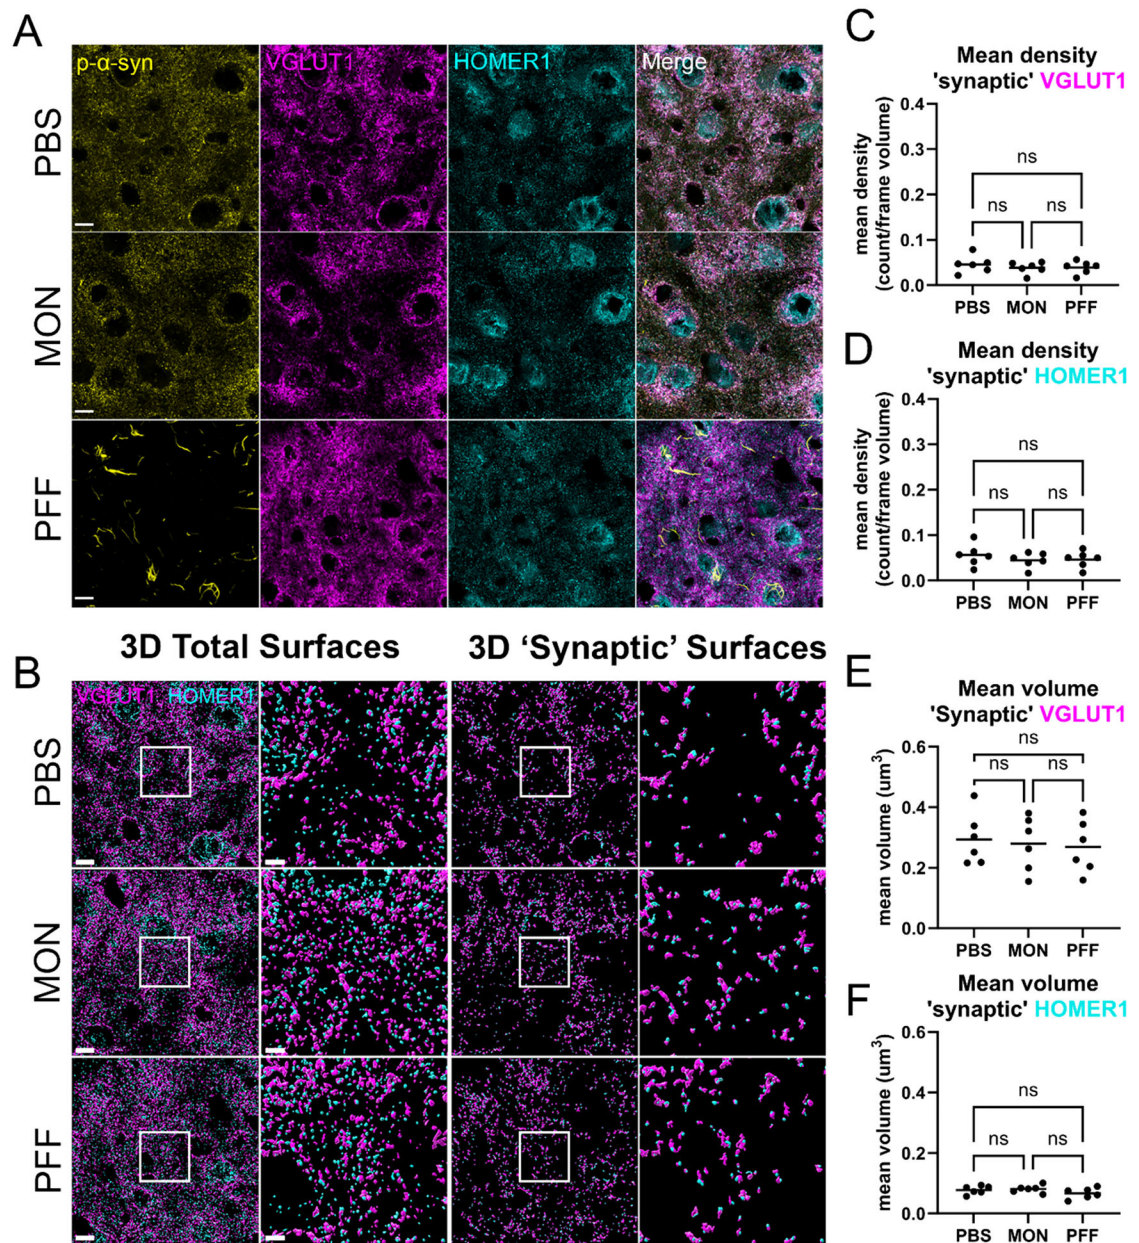 A
p-α-syn VGLUT1 HOMER1 Merge
PBS
MON
PFF
3D Total Surfaces 3D ‘Synaptic’ Surfaces
B
VGLUT1 HOMER1
PBS
MON
PFF
C
Mean density
'synaptic' VGLUT1
mean density
(count/frame volume)
0.4
0.3
0.2
0.1
0.0
ns
ns ns
PBS MON PFF
D
Mean density
'synaptic' HOMER1
mean density
(count/frame volume)
0.4
0.3
0.2
0.1
0.0
ns
ns ns
PBS MON PFF
E
Mean volume
'Synaptic' VGLUT1
mean volume (um³)
0.6
0.4
0.2
0.0
ns
ns ns
PBS MON PFF
F
Mean volume
'synaptic' HOMER1
mean volume (um³)
0.6
0.4
0.2
0.0
ns
ns ns
PBS MON PFF